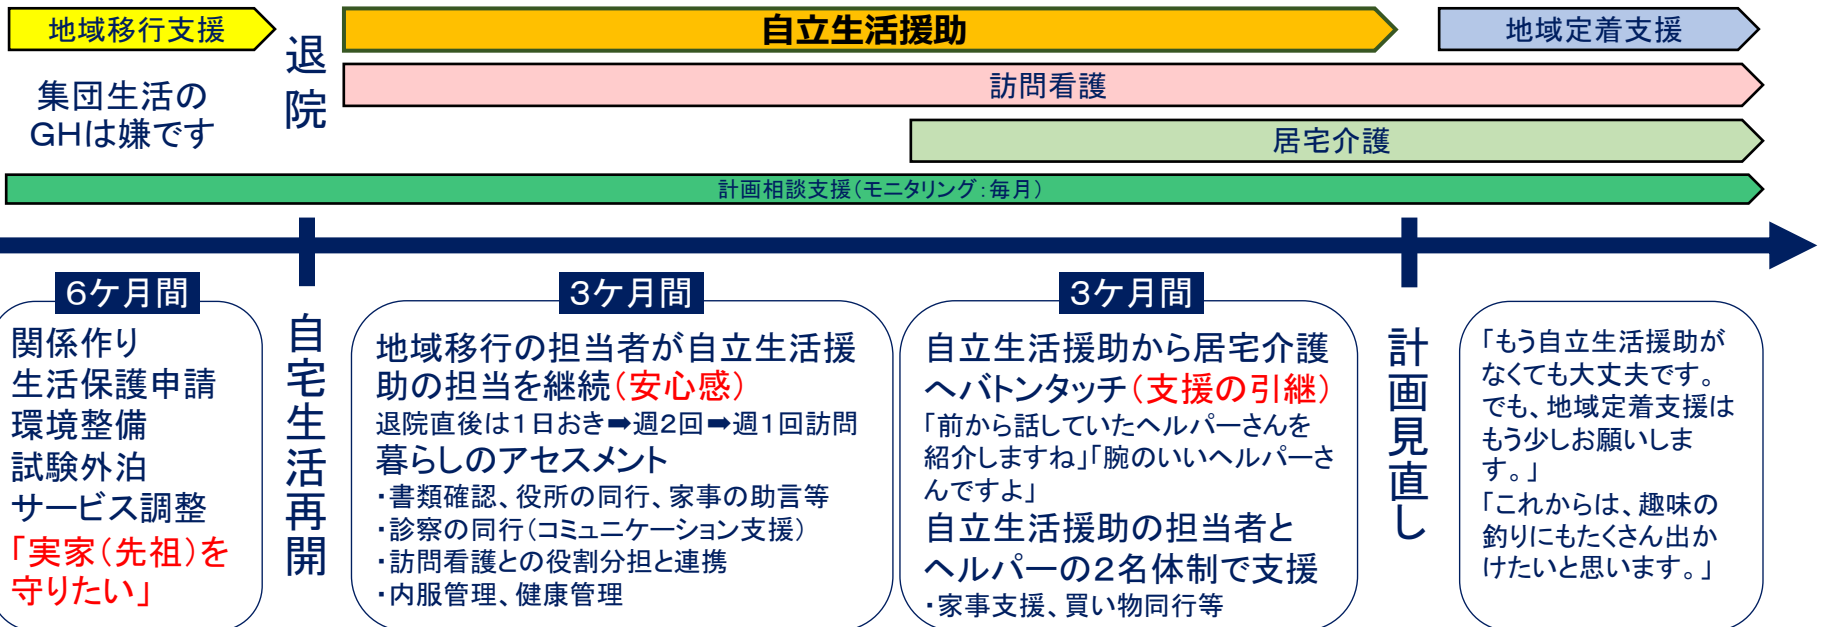 地域移行支援
自立生活援助
地域定着支援
退院
訪問看護
集団生活の
GHは嫌です
居宅介護
計画相談支援（モニタリング：毎月）
6ケ月間
関係作り
生活保護申請
環境整備
試験外泊
サービス調整
「実家（先祖）を
守りたい」
自宅生活再開
3ケ月間
地域移行の担当者が自立生活援
助の担当を継続（安心感）
退院直後は1日おき➡週2回➡週1回訪問
暮らしのアセスメント
・書類確認、役所の同行、家事の助言等
・診察の同行（コミュニケーション支援）
・訪問看護との役割分担と連携
・内服管理、健康管理
3ケ月間
自立生活援助から居宅介護
へバトンタッチ（支援の引継）
「前から話していたヘルパーさんを
紹介しますね」「腕のいいヘルパーさ
んですよ」
自立生活援助の担当者と
ヘルパーの2名体制で支援
・家事支援、買い物同行等
計画見直し
「もう自立生活援助が
なくても大丈夫です。
でも、地域定着支援は
もう少しお願いしま
す。」
「これからは、趣味の
釣りにもたくさん出か
けたいと思います。」